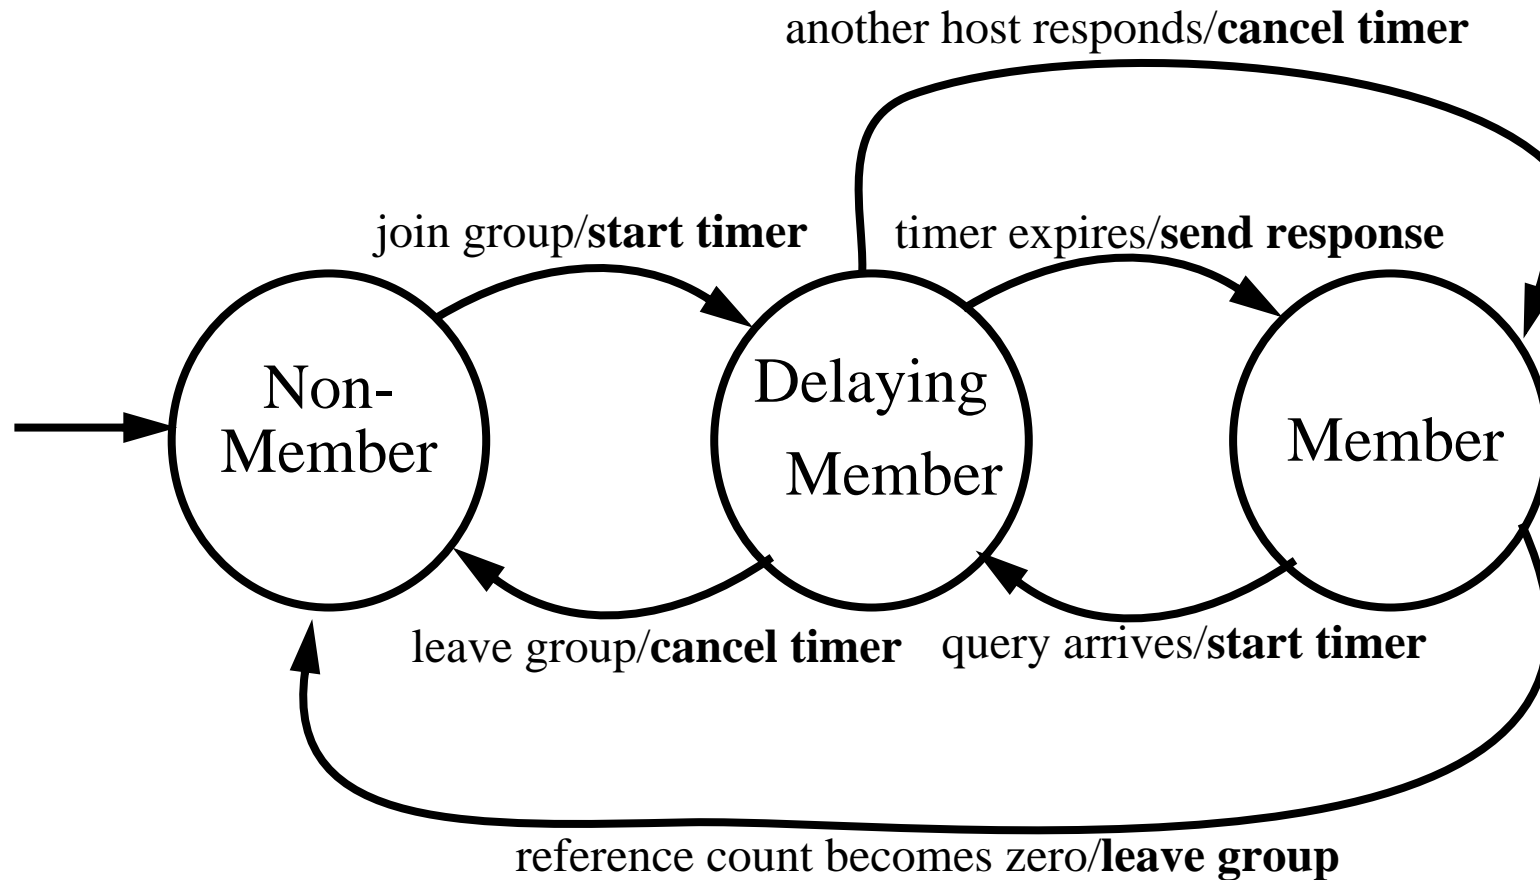 another host responds/cancel timer
join group/start timer
timer expires/send response
Non-
Member
Delaying
Member
Member
leave group/cancel timer
query arrives/start timer
reference count becomes zero/leave group